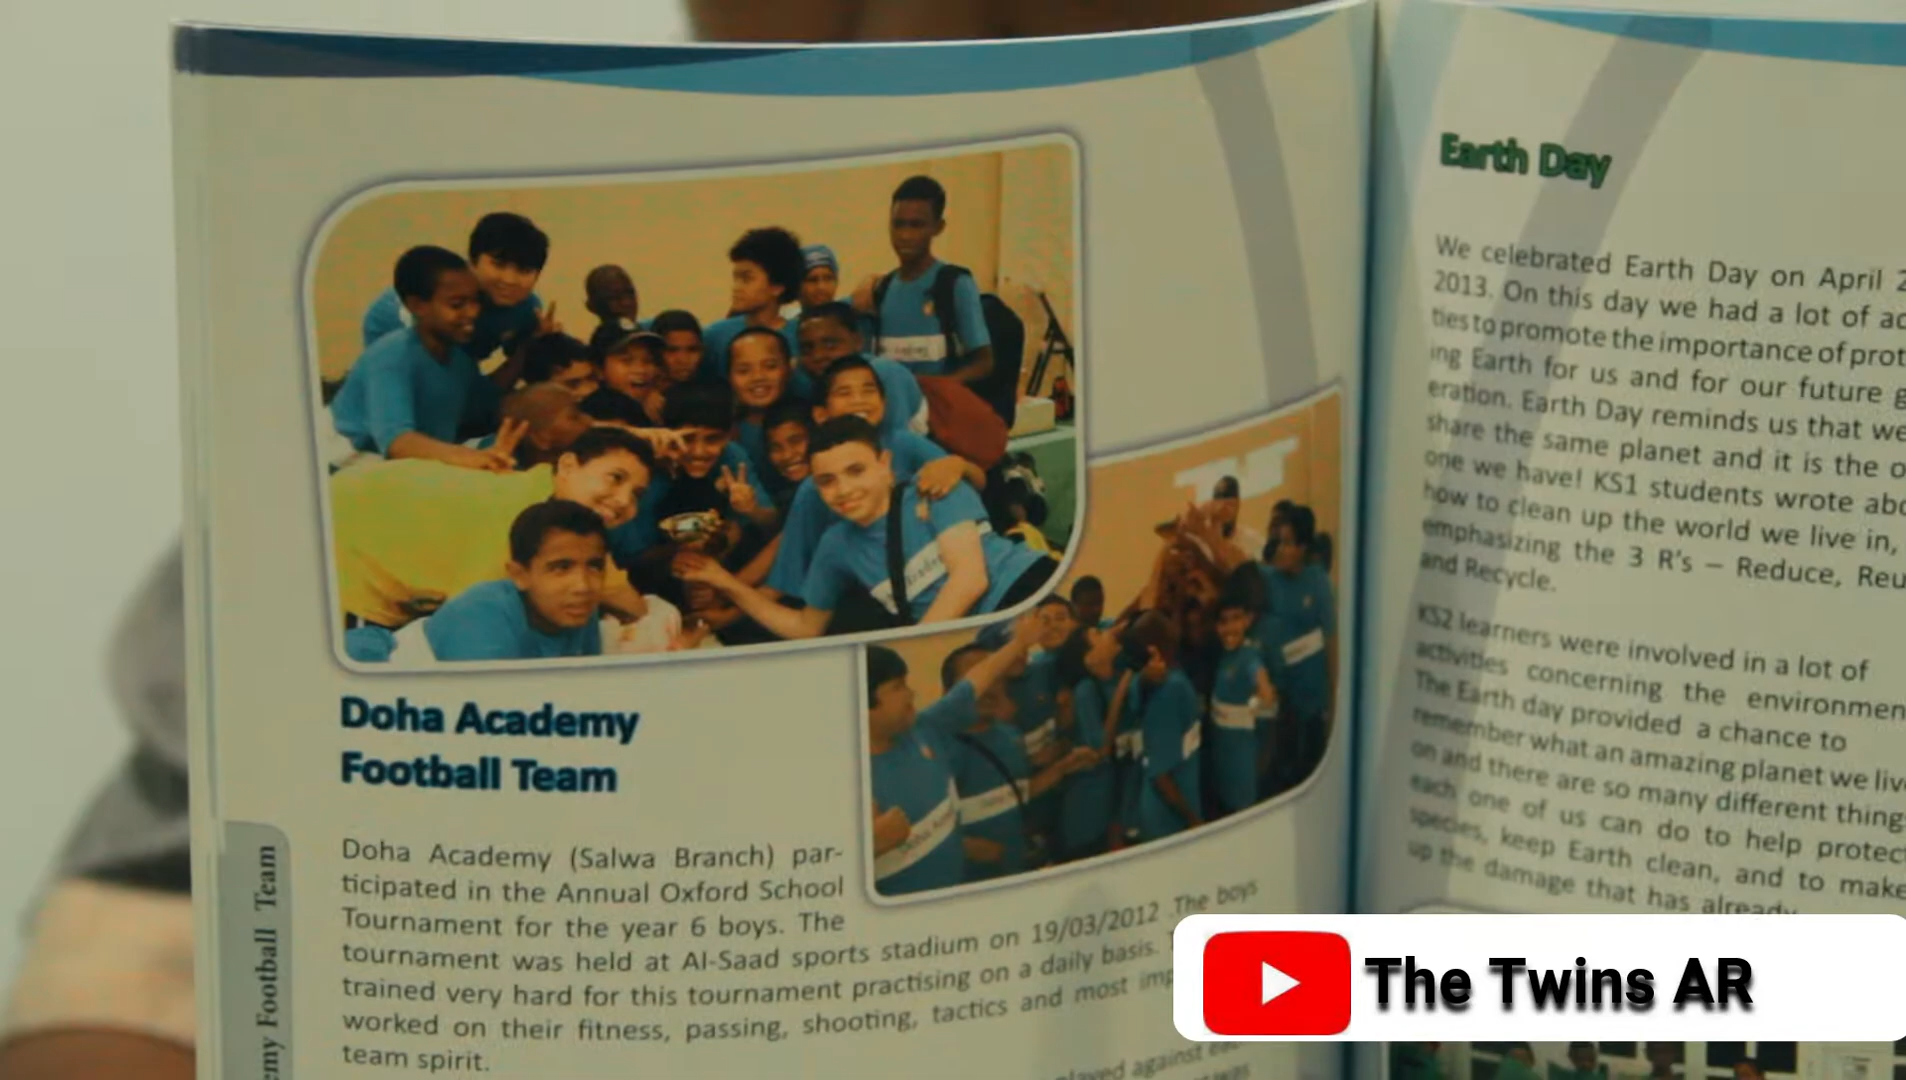 Doha Academy
Football Team
Doha Academy (Salwa Branch) par-
ticipated in the Annual Oxford School
Tournament for the year 6 boys. The
tournament was held at Al-Saad sports stadium on 19/03/2012 .The boys
trained very hard for this tournament practising on a daily basis.
worked on their fitness, passing, shooting, tactics and most
team spirit.
played against
was
Football Team
Earth Day
We celebrated Earth Day on April
2013. On this day we had a lot of
ties to promote the importance of
ing Earth for us and for our future
eration. Earth Day reminds us that we
share the same planet and it is the
one we have! KS1 students wrote
how to clean up the world we live in,
emphasizing the 3 R's – Reduce,
and Recycle.
KS2 learners were involved in a lot of
activities concerning the
The Earth day provided a chance to
remember what an amazing planet we
on and there are so many different
each one of us can do to help
species, keep Earth clean, and to make
up the damage that has already
The Twins AR